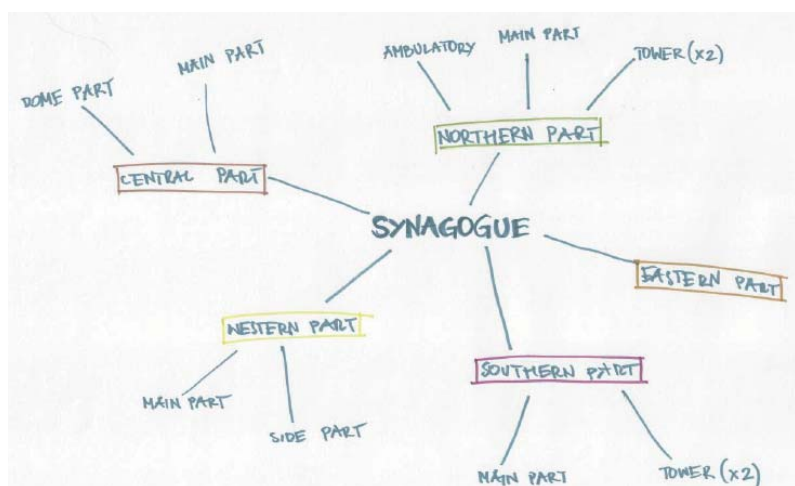 AMBULATORY
MAIN PART
TOWER (x2)
NORTHERN PART
MAIN PART
DOME PART
CENTRAL PART
SYNAGOGUE
EASTERN PART
WESTERN PART
MAIN PART
SIDE PART
SOUTHERN PART
MAIN PART
TOWER (x2)